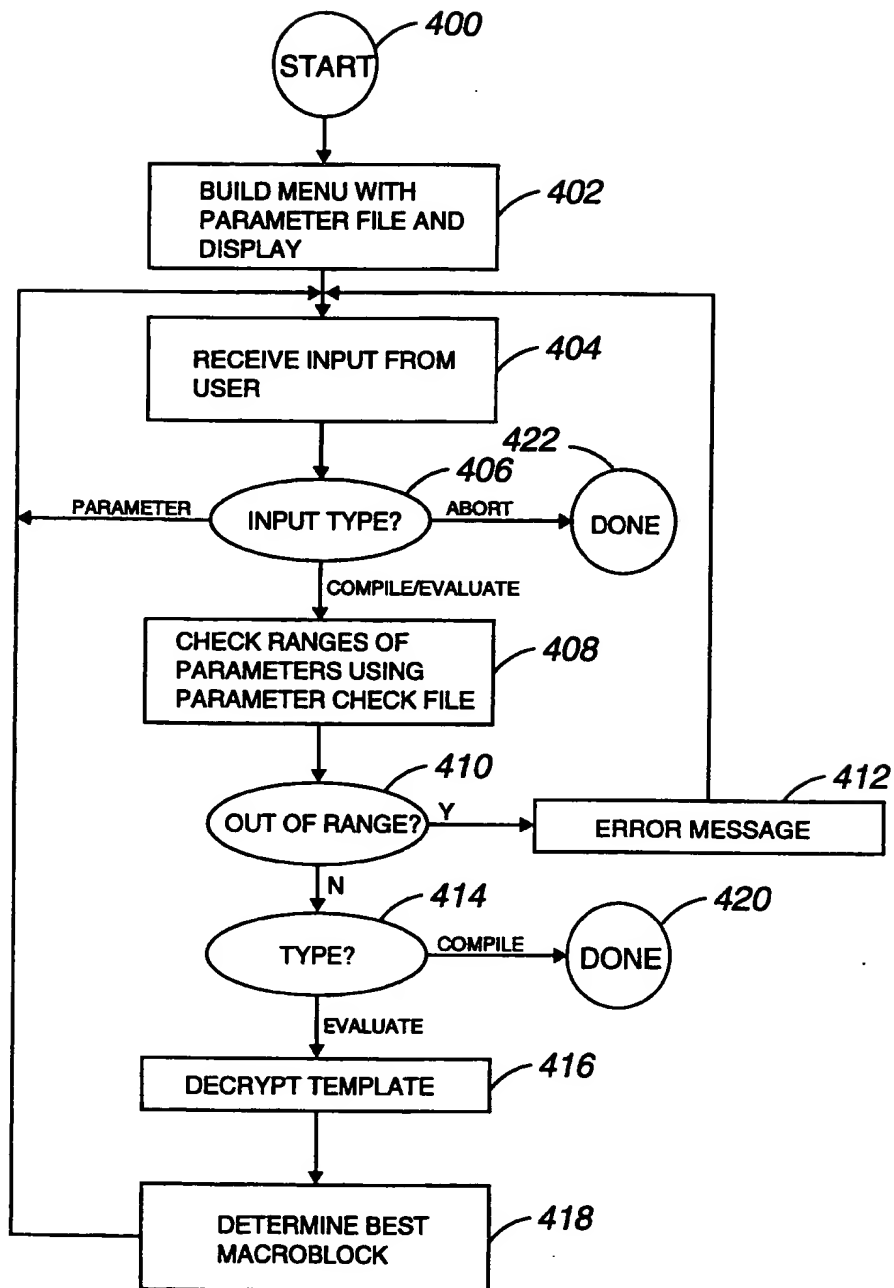 400
START
BUILD MENU WITH
PARAMETER FILE AND
DISPLAY
402
RECEIVE INPUT FROM
USER
404
406
422
PARAMETER
INPUT TYPE?
ABORT
DONE
COMPILE/EVALUATE
CHECK RANGES OF
PARAMETERS USING
PARAMETER CHECK FILE
408
410
OUT OF RANGE?
Y
412
ERROR MESSAGE
N
414
420
TYPE?
COMPILE
DONE
EVALUATE
DECRYPT TEMPLATE
416
DETERMINE BEST
MACROBLOCK
418